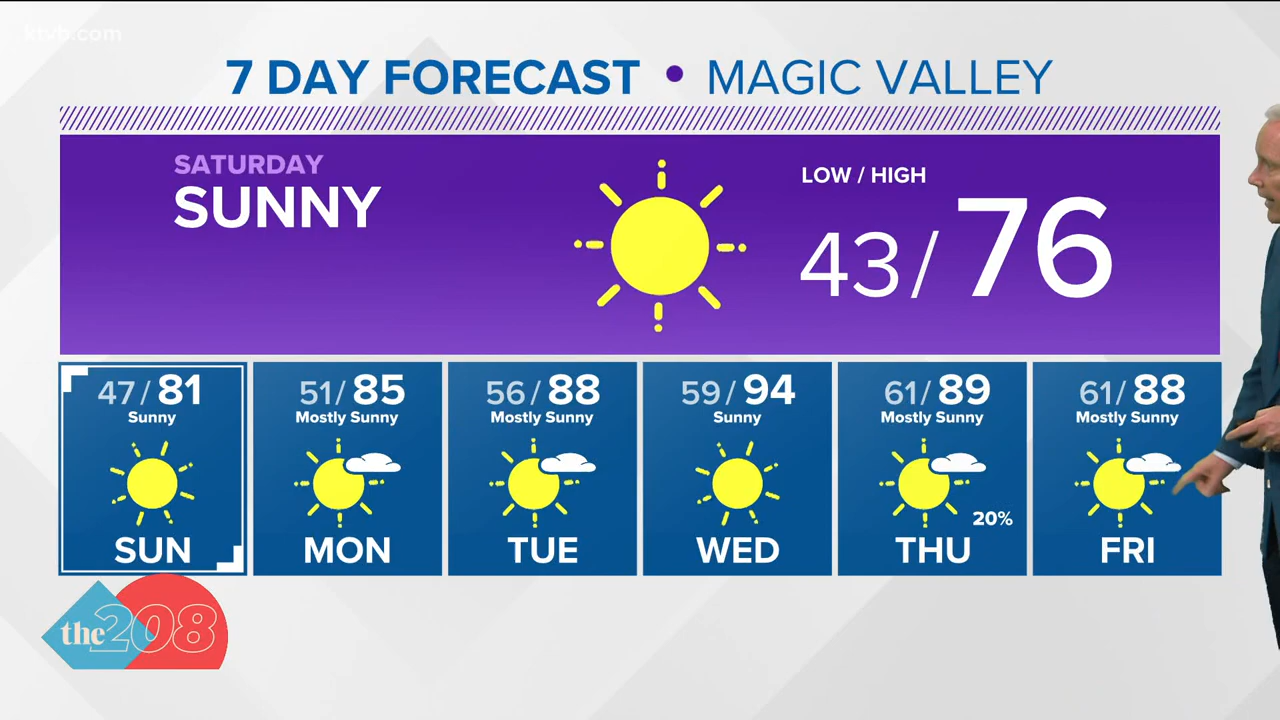 ktvb.com
7 DAY FORECAST • MAGIC VALLEY
SATURDAY
SUNNY
LOW / HIGH
43/76
47/81
Sunny
SUN
51/85
Mostly Sunny
MON
56/88
Mostly Sunny
TUE
59/94
Sunny
WED
61/89
Mostly Sunny
20%
THU
61/88
Mostly Sunny
FRI
the 208